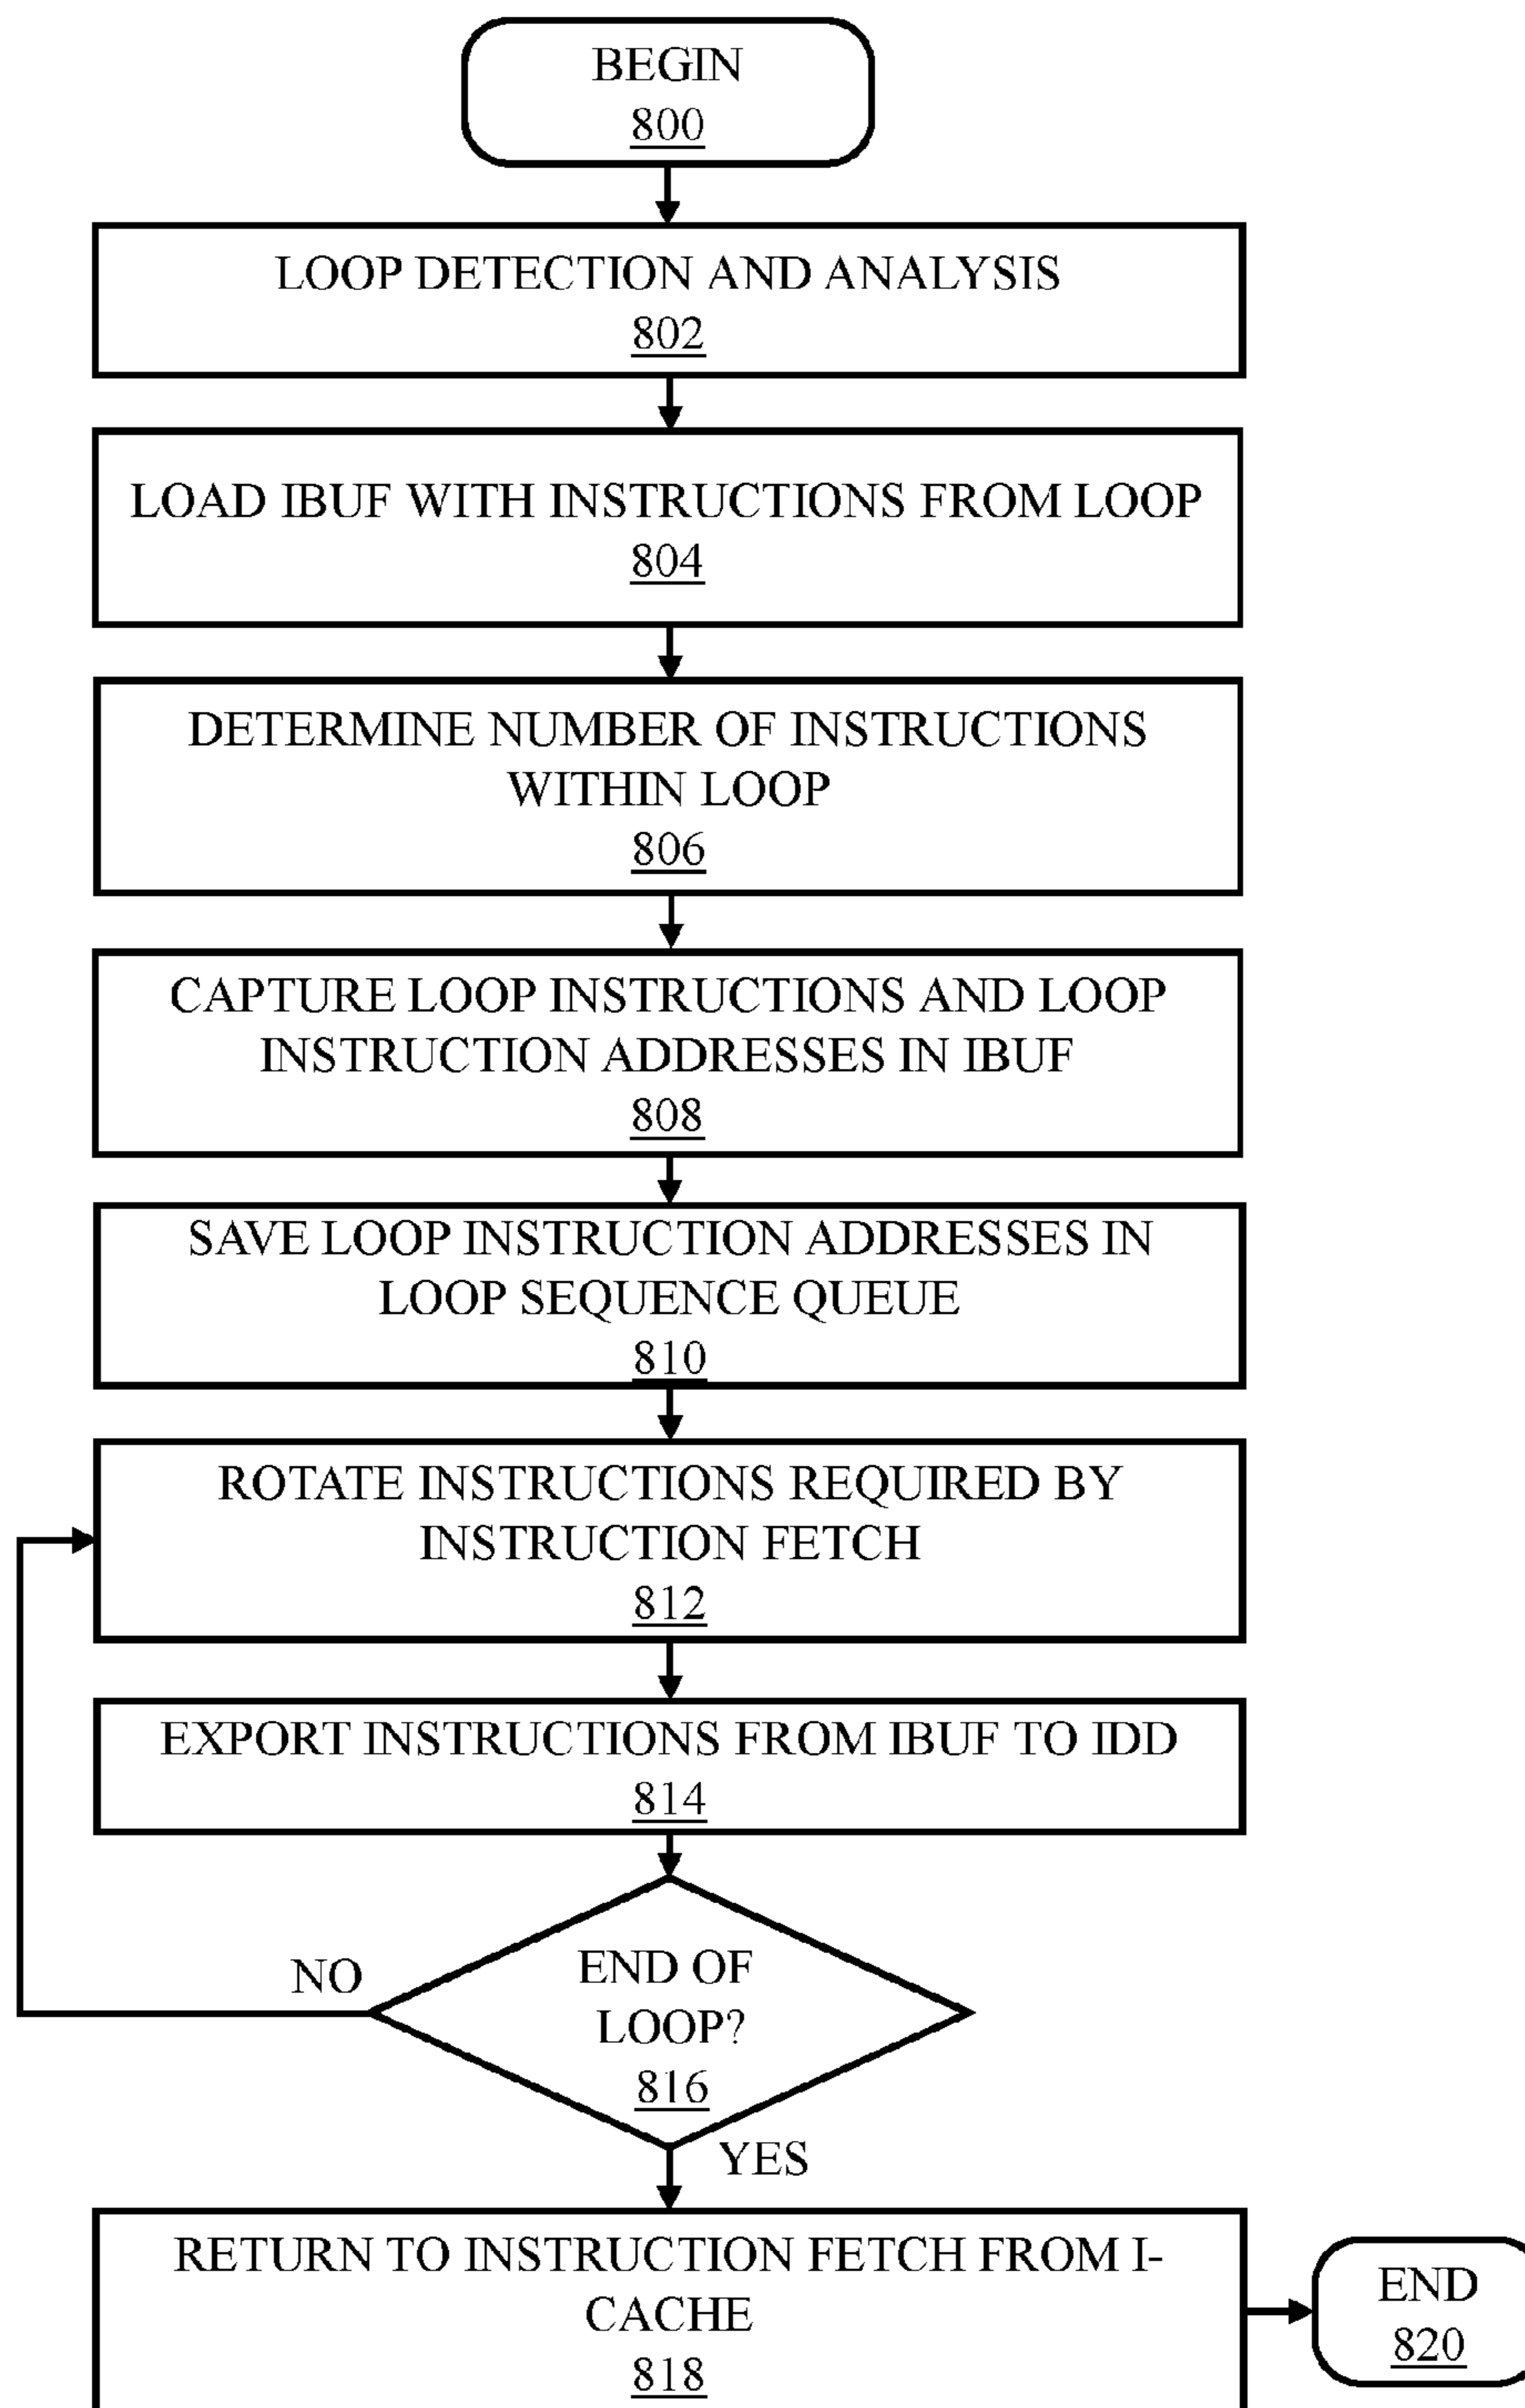 BEGIN
800
LOOP DETECTION AND ANALYSIS
802
LOAD IBUF WITH INSTRUCTIONS FROM LOOP
804
DETERMINE NUMBER OF INSTRUCTIONS
WITHIN LOOP
806
CAPTURE LOOP INSTRUCTIONS AND LOOP
INSTRUCTION ADDRESSES IN IBUF
808
SAVE LOOP INSTRUCTION ADDRESSES IN
LOOP SEQUENCE QUEUE
810
ROTATE INSTRUCTIONS REQUIRED BY
INSTRUCTION FETCH
812
EXPORT INSTRUCTIONS FROM IBUF TO IDD
814
NO
END OF
LOOP?
816
YES
RETURN TO INSTRUCTION FETCH FROM I-
CACHE
818
END
820